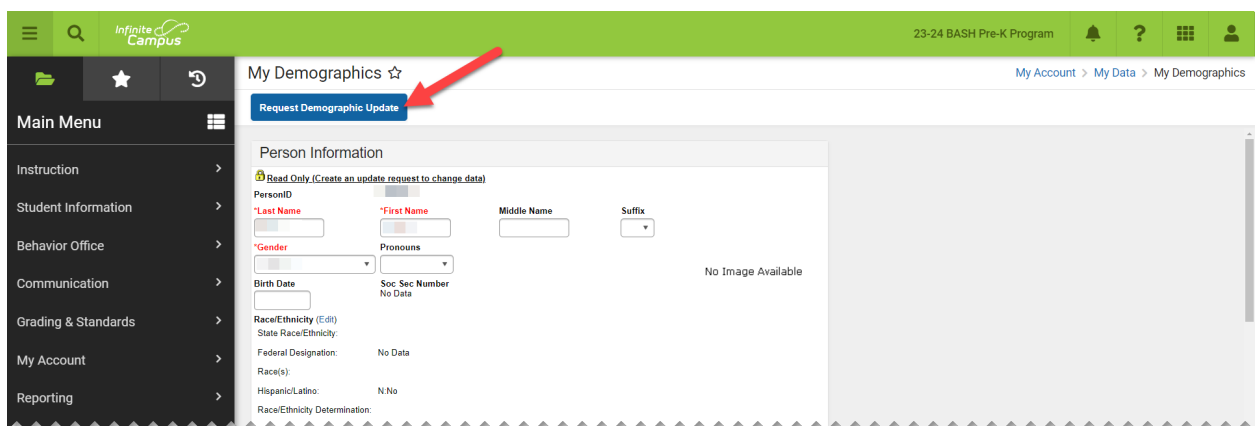 Infinite Campus
23-24 BASH Pre-K Program
?
My Demographics
My Account > My Data > My Demographics
Request Demographic Update
Main Menu
Instruction
Student Information
Behavior Office
Communication
Grading & Standards
My Account
Reporting
Person Information
Read Only (Create an update request to change data)
PersonID
*Last Name *First Name Middle Name Suffix
*Gender Pronouns
No Image Available
Birth Date Soc Sec Number
No Data
Race/Ethnicity (Edit)
State Race/Ethnicity:
Federal Designation: No Data
Race(s):
Hispanic/Latino: N:No
Race/Ethnicity Determination: